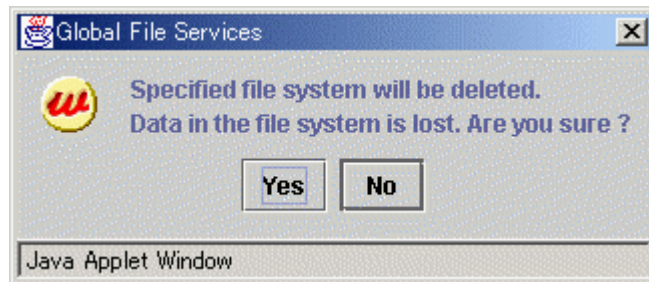 Global File Services
Specified file system will be deleted.
Data in the file system is lost. Are you sure ?
Yes No
Java Applet Window